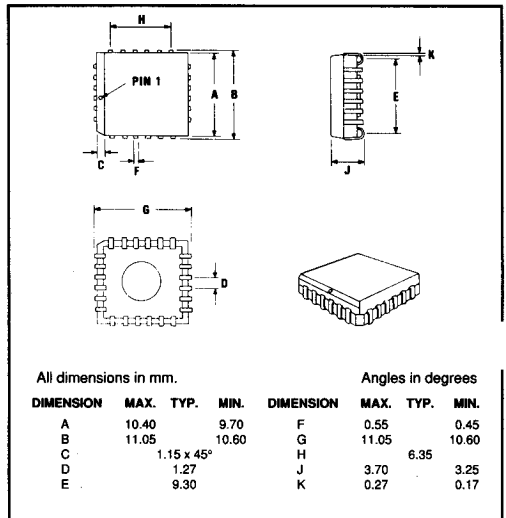 H
K
PIN 1
A
B
E
C
F
J
G
D
All dimensions in mm. Angles in degrees
DIMENSION MAX. TYP. MIN. DIMENSION MAX. TYP. MIN.
A 10.40 9.70 F 0.55 0.45
B 11.05 10.60 G 11.05 10.60
C 1.15 x 45° H 6.35
D 1.27 J 3.70 3.25
E 9.30 K 0.27 0.17